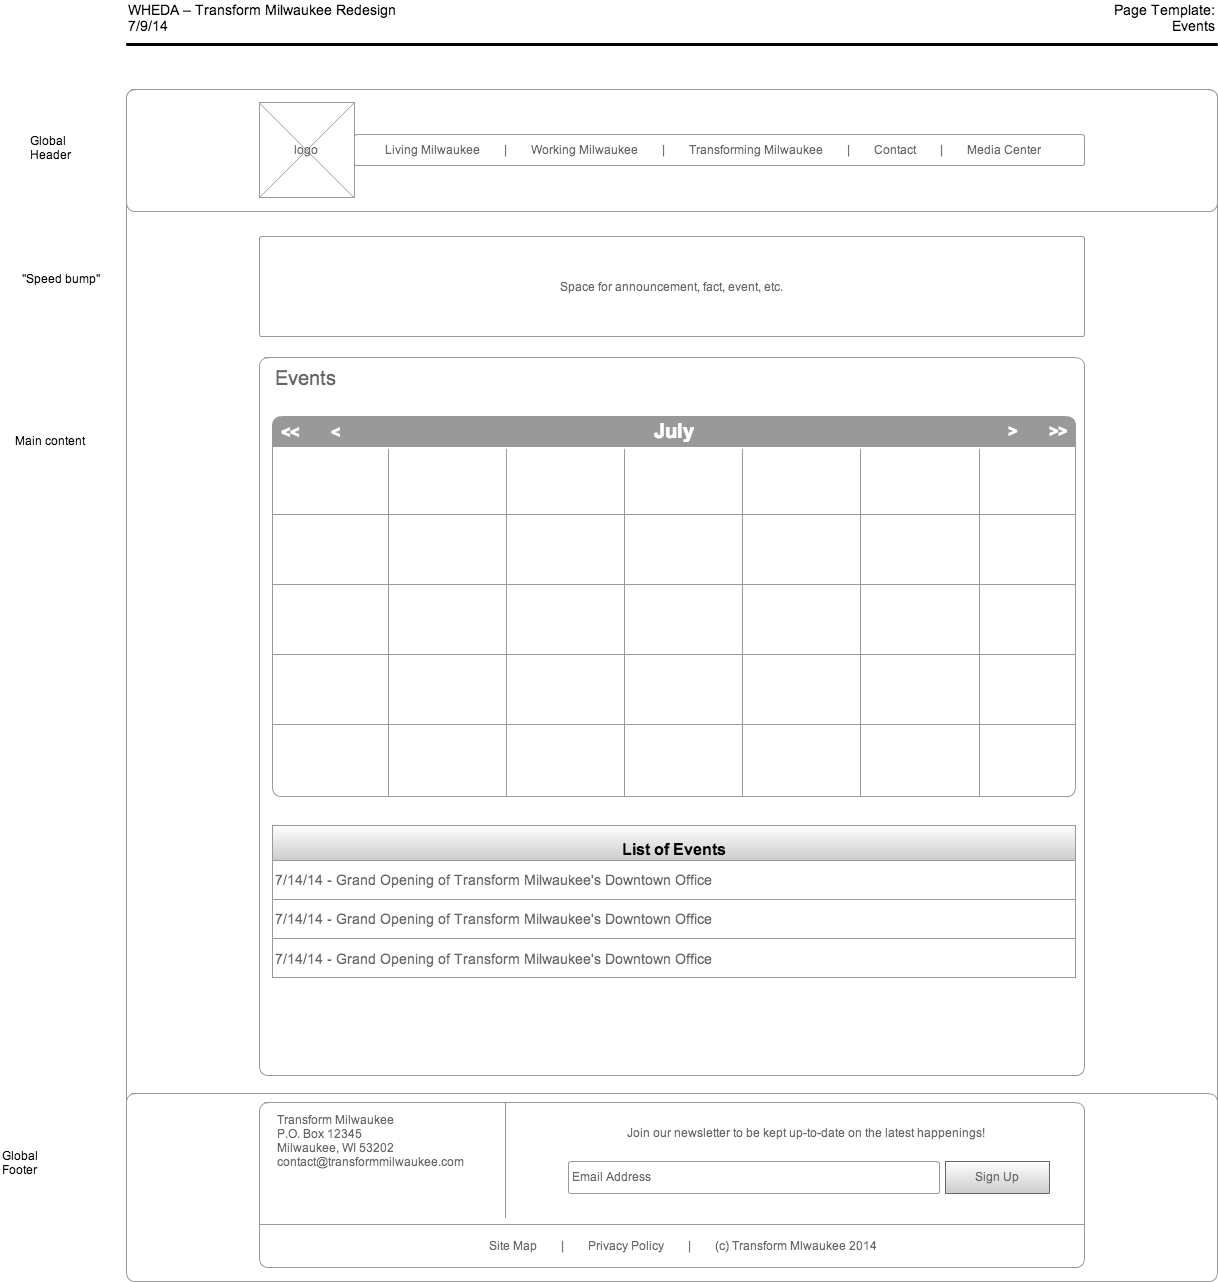 WHEDA – Transform Milwaukee Redesign
7/9/14
Page Template:
Events
Global
Header
logo
Living Milwaukee | Working Milwaukee | Transforming Milwaukee | Contact | Media Center
"Speed bump"
Space for announcement, fact, event, etc.
Main content
Events
<< < July > >>
List of Events
7/14/14 - Grand Opening of Transform Milwaukee's Downtown Office
7/14/14 - Grand Opening of Transform Milwaukee's Downtown Office
7/14/14 - Grand Opening of Transform Milwaukee's Downtown Office
Global
Footer
Transform Milwaukee
P.O. Box 12345
Milwaukee, WI 53202
contact@transformmilwaukee.com
Join our newsletter to be kept up-to-date on the latest happenings!
Email Address
Sign Up
Site Map | Privacy Policy | (c) Transform Mlwaukee 2014